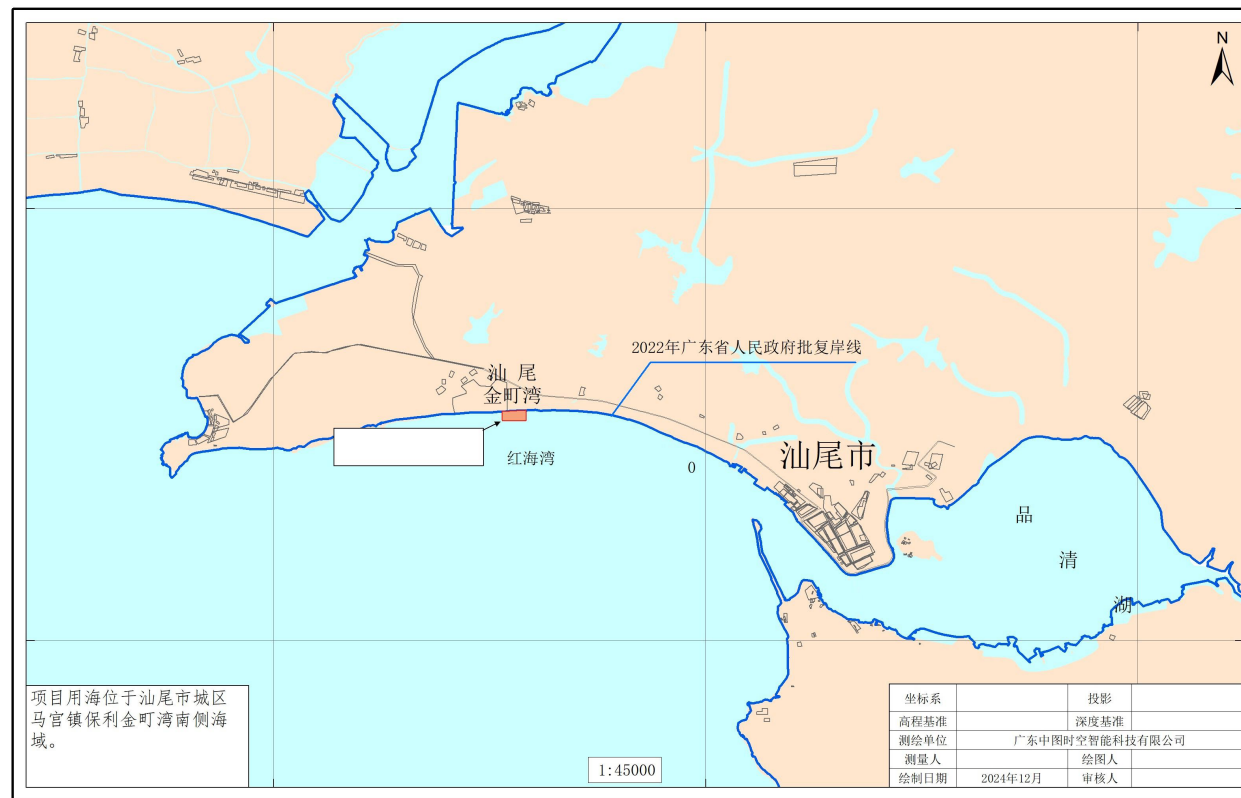 N
2022年广东省人民政府批复岸线
汕 尾
金町湾
红海湾
0
汕尾市
品
清
湖
项目用海位于汕尾市城区
马宫镇保利金町湾南侧海
域。
1:45000
坐标系 投影
高程基准 深度基准
测绘单位 广东中图时空智能科技有限公司
测量人 绘图人
绘制日期 2024年12月 审核人